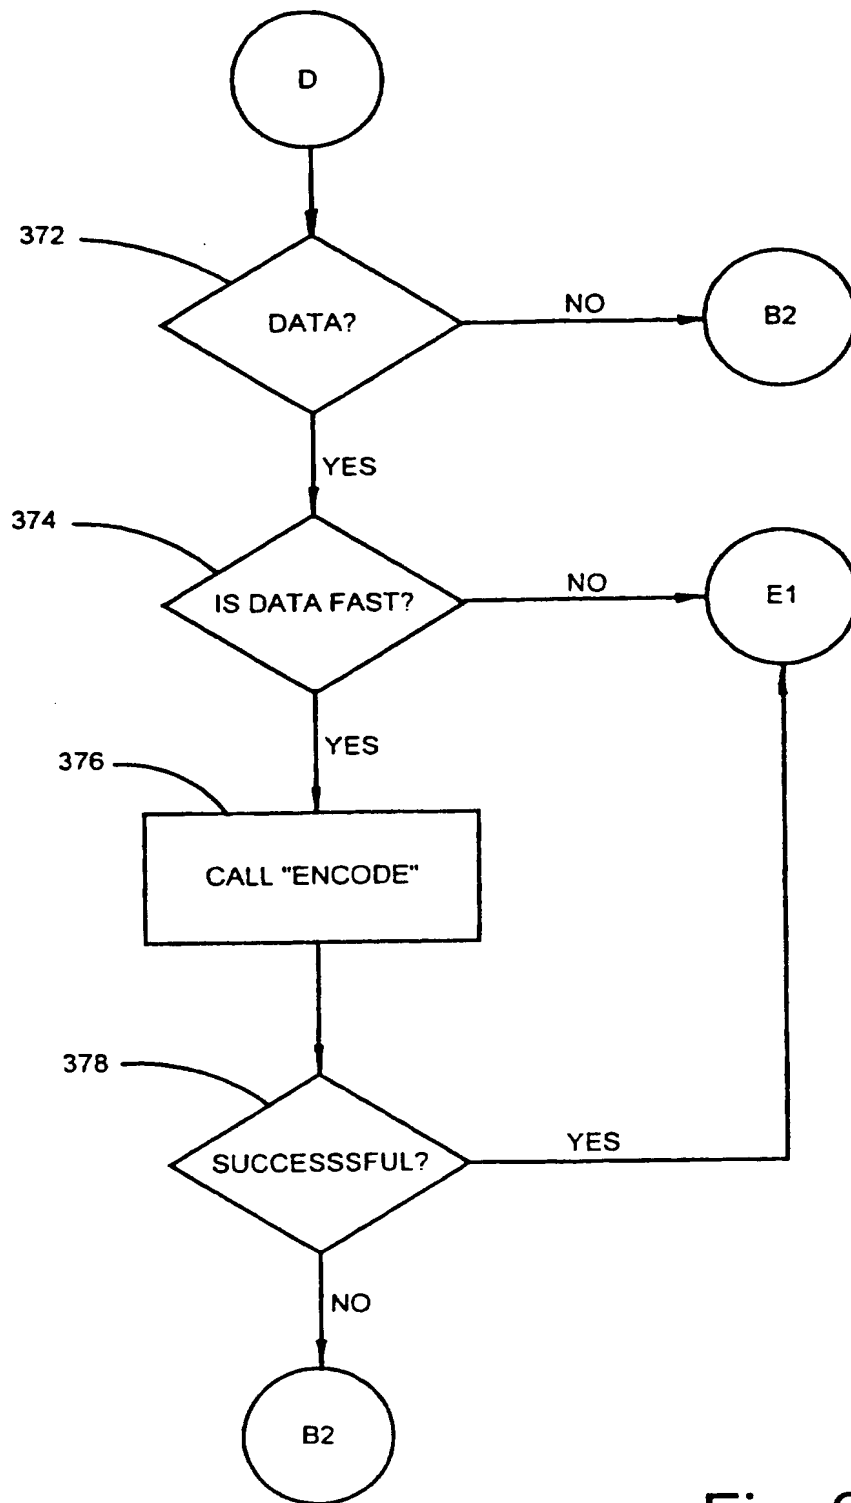 D
372
DATA?
NO
B2
YES
374
IS DATA FAST?
NO
E1
YES
376
CALL "ENCODE"
378
SUCCESSSFUL?
YES
NO
B2